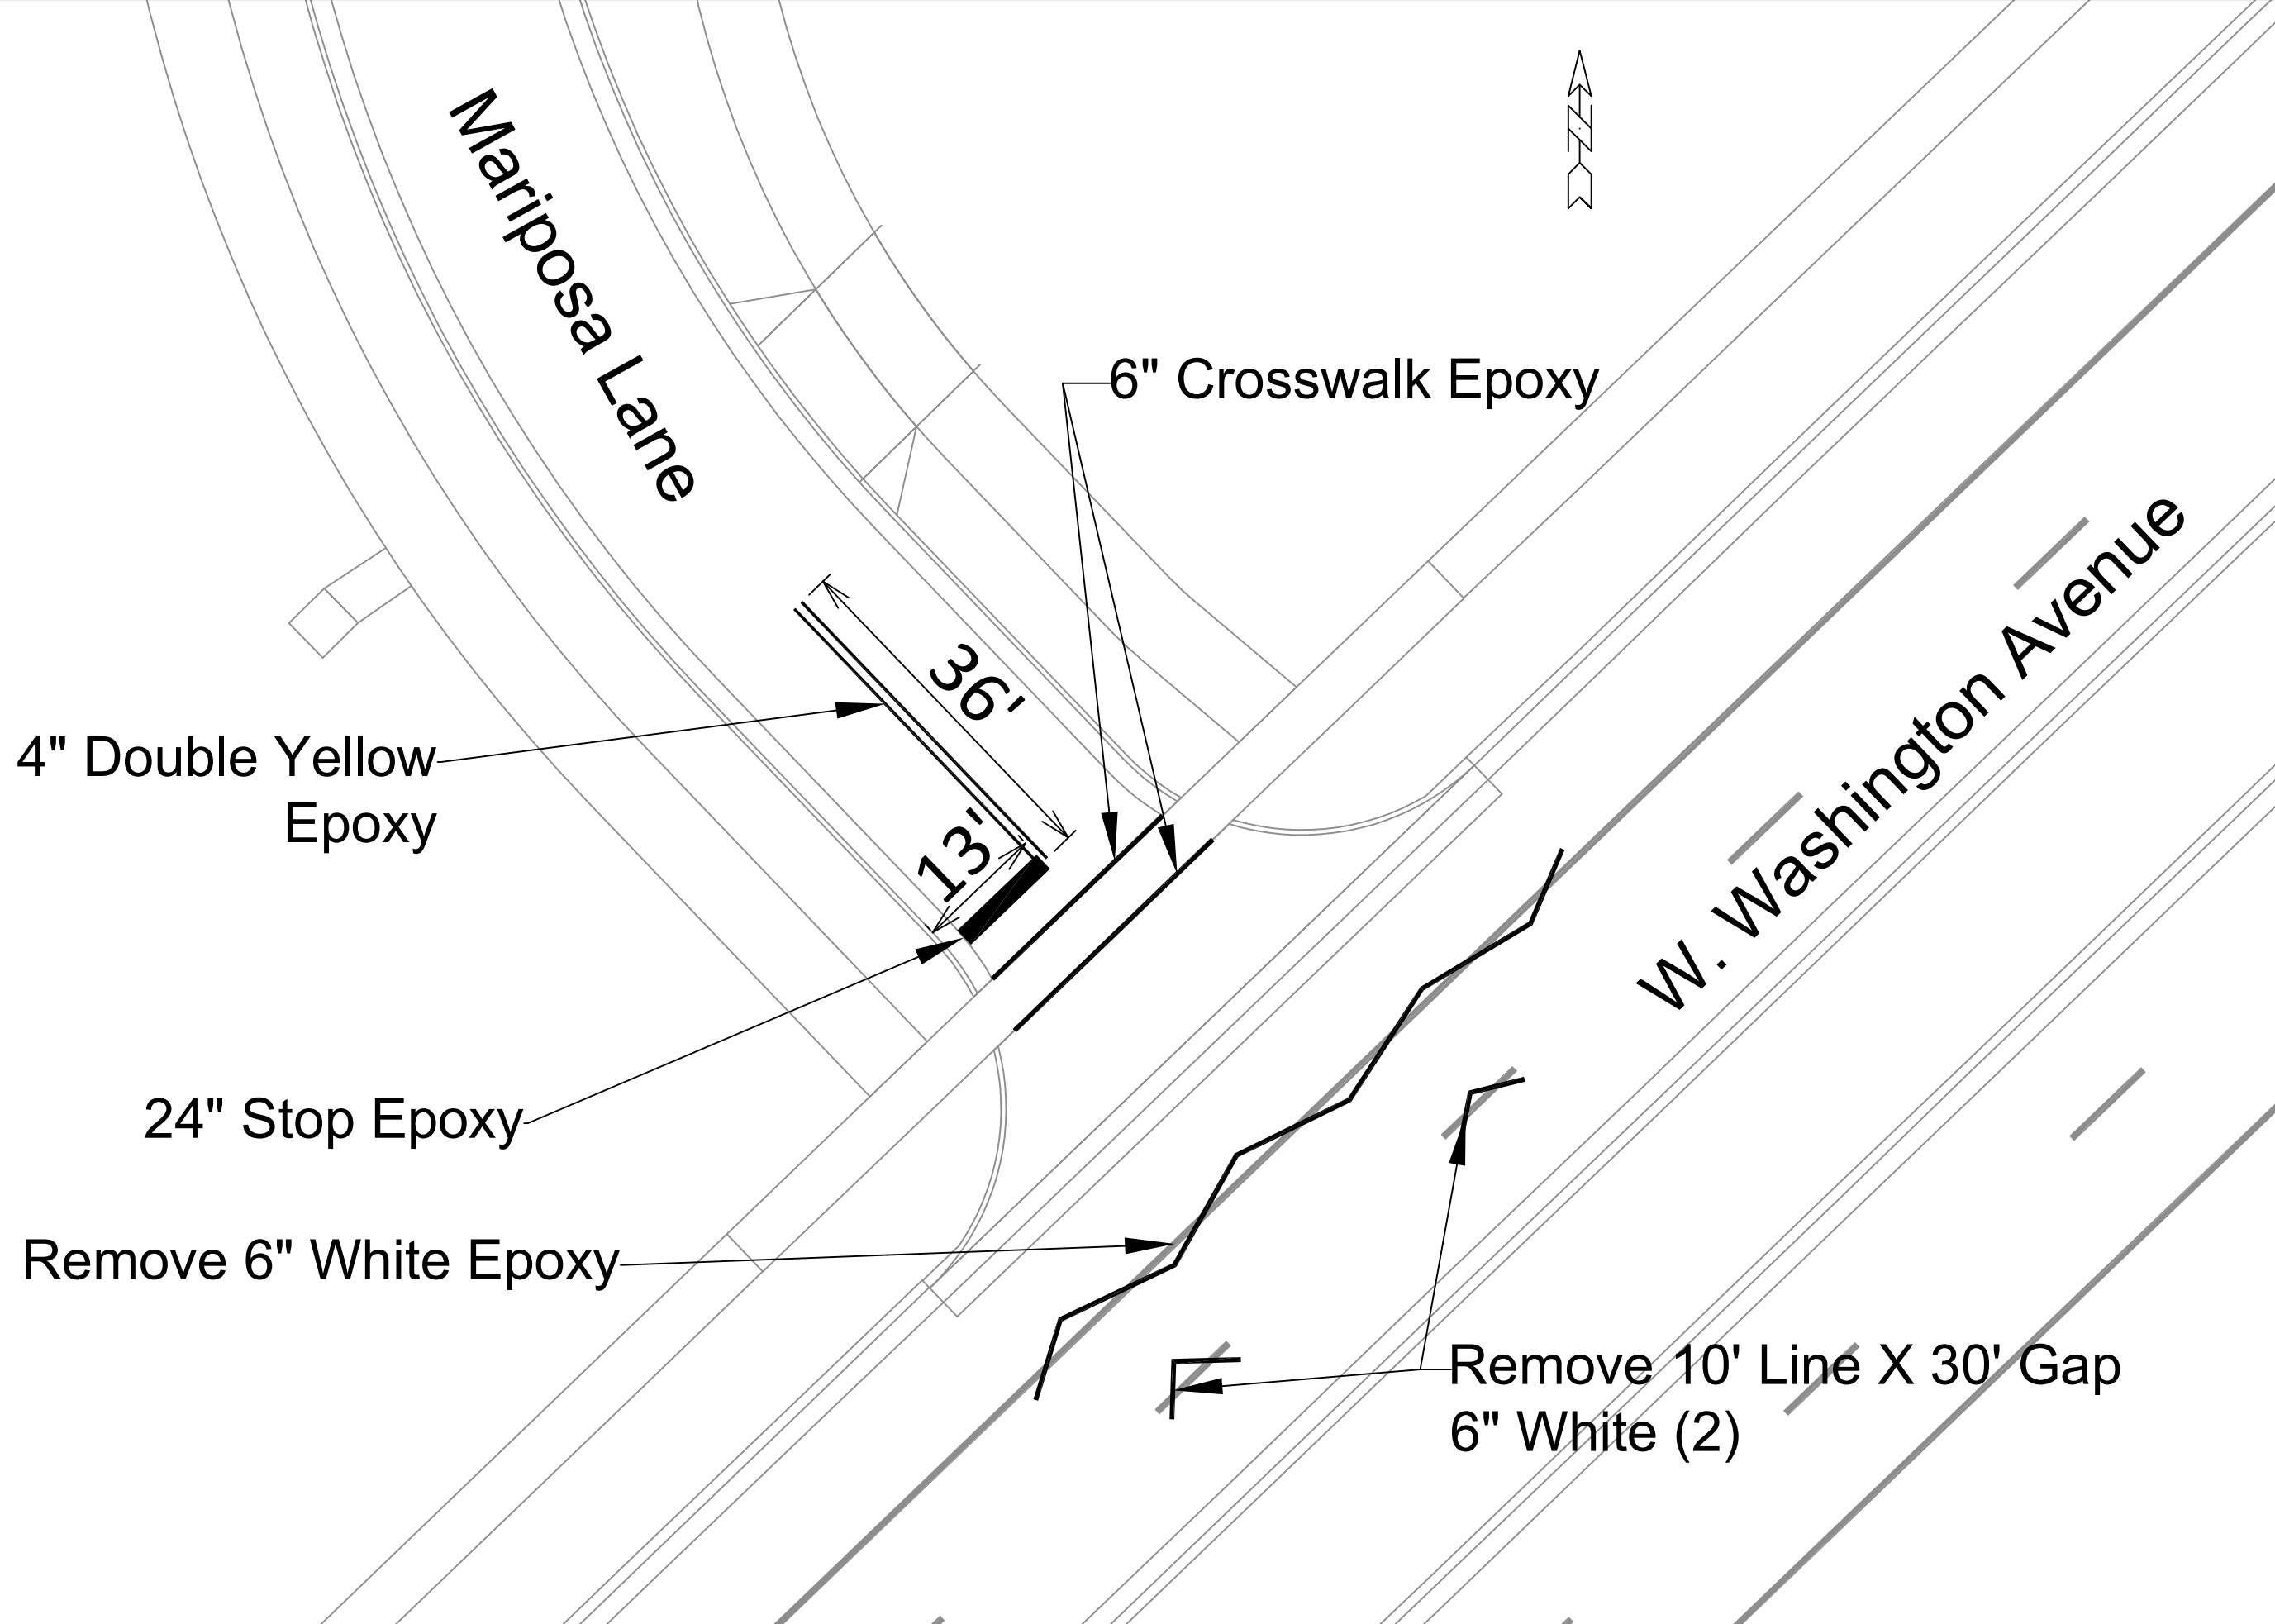 Mariposa Lane
6" Crosswalk Epoxy
W. Washington Avenue
36'
4" Double Yellow
Epoxy
13'
24" Stop Epoxy
Remove 6" White Epoxy
Remove 10' Line X 30' Gap
6" White (2)
N